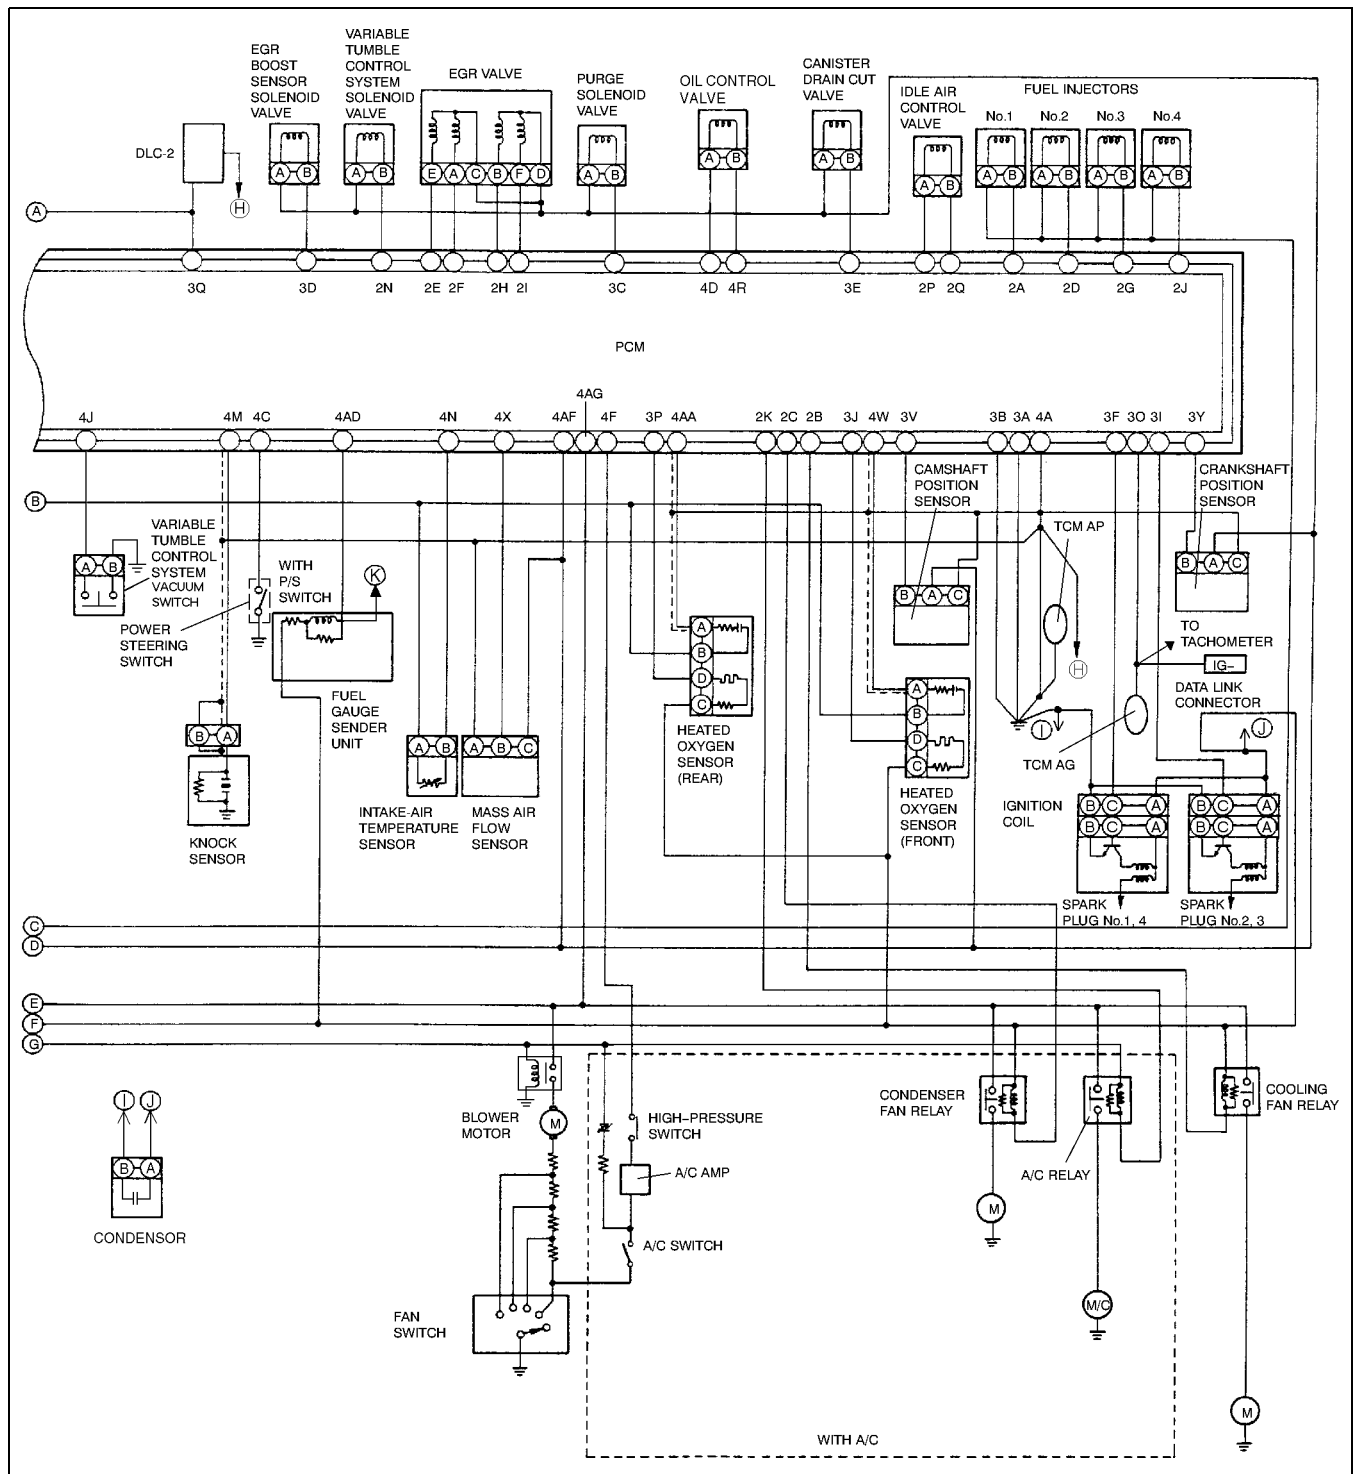 EGR
BOOST
SENSOR
SOLENOID
VALVE
VARIABLE
TUMBLE
CONTROL
SYSTEM
SOLENOID
VALVE
EGR VALVE
PURGE
SOLENOID
VALVE
OIL CONTROL
VALVE
CANISTER
DRAIN CUT
VALVE
IDLE AIR
CONTROL
VALVE
FUEL INJECTORS
No.1 No.2 No.3 No.4
DLC-2
A B A B E A C B F D A B A B A B A B A B A B A B A B
A
H
3Q 3D 2N 2E 2F 2H 2I 3C 4D 4R 3E 2P 2Q 2A 2D 2G 2J
PCM
4AG
4J 4M 4C 4AD 4N 4X 4AF 4F 3P 4AA 2K 2C 2B 3J 4W 3V 3B 3A 4A 3F 3O 3I 3Y
B
CAMSHAFT
POSITION
SENSOR
CRANKSHAFT
POSITION
SENSOR
TCM AP
VARIABLE
TUMBLE
CONTROL
SYSTEM
VACUUM
SWITCH
A B
WITH
P/S
SWITCH
K
B A C
B A C
POWER
STEERING
SWITCH
TO
TACHOMETER
IG–
H
A
B
D
C
A
B
D
C
FUEL
GAUGE
SENDER
UNIT
DATA LINK
CONNECTOR
HEATED
OXYGEN
SENSOR
(REAR)
I
J
TCM AG
B A
A B A B C
KNOCK
SENSOR
INTAKE-AIR
TEMPERATURE
SENSOR
MASS AIR
FLOW
SENSOR
HEATED
OXYGEN
SENSOR
(FRONT)
IGNITION
COIL
B C A B C A
B C A B C A
SPARK
PLUG No.1, 4
SPARK
PLUG No.2, 3
C
D
E
F
G
I J
B A
CONDENSOR
BLOWER
MOTOR
M
HIGH–PRESSURE
SWITCH
A/C AMP
A/C SWITCH
CONDENSER
FAN RELAY
A/C RELAY
COOLING
FAN RELAY
M
M/C
M
FAN
SWITCH
WITH A/C